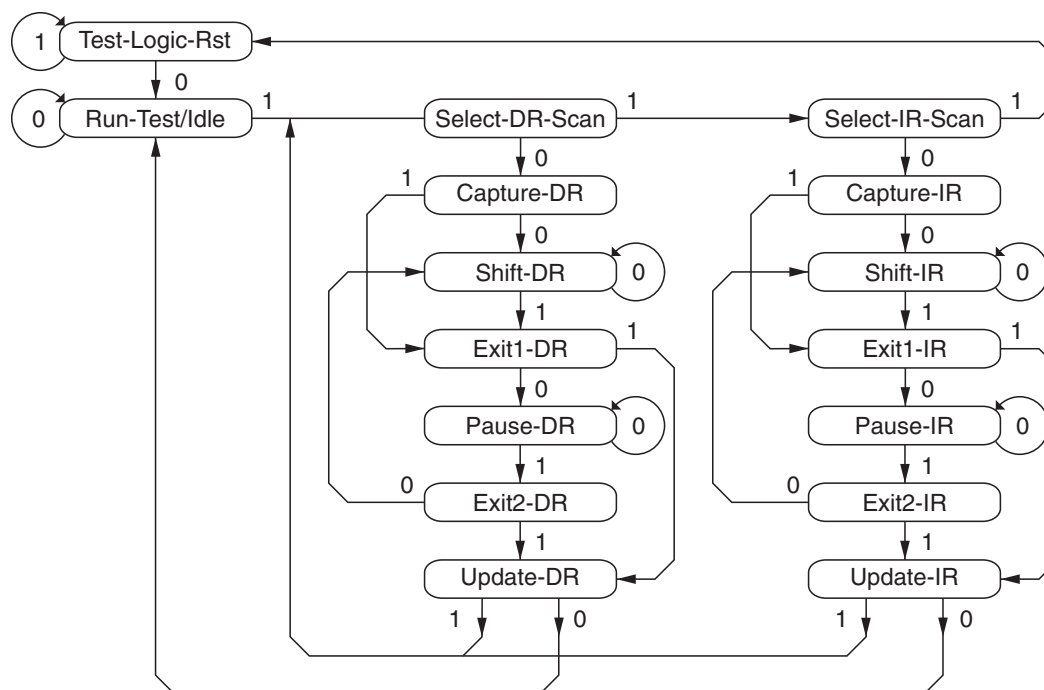 1 Test-Logic-Rst
0
0 Run-Test/Idle 1 Select-DR-Scan 1 Select-IR-Scan 1
0 0
1 Capture-DR 1 Capture-IR
0 0
Shift-DR 0 Shift-IR 0
1 1
Exit1-DR 1 Exit1-IR 1
0 0
Pause-DR 0 Pause-IR 0
1 1
0 Exit2-DR 0 Exit2-IR
1 1
Update-DR Update-IR
1 0 1 0